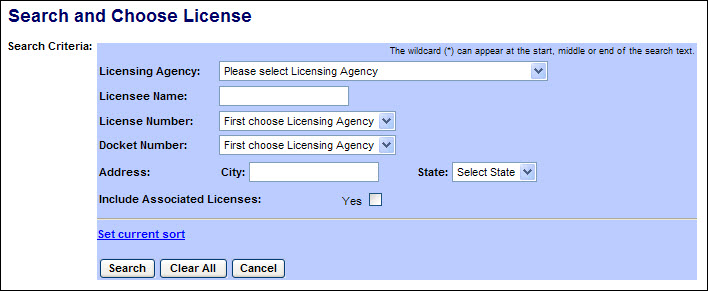 Search and Choose License
Search Criteria:
The wildcard (*) can appear at the start, middle or end of the search text.
Licensing Agency: Please select Licensing Agency
Licensee Name:
License Number: First choose Licensing Agency
Docket Number: First choose Licensing Agency
Address: City: State: Select State
Include Associated Licenses: Yes
Set current sort
Search Clear All Cancel